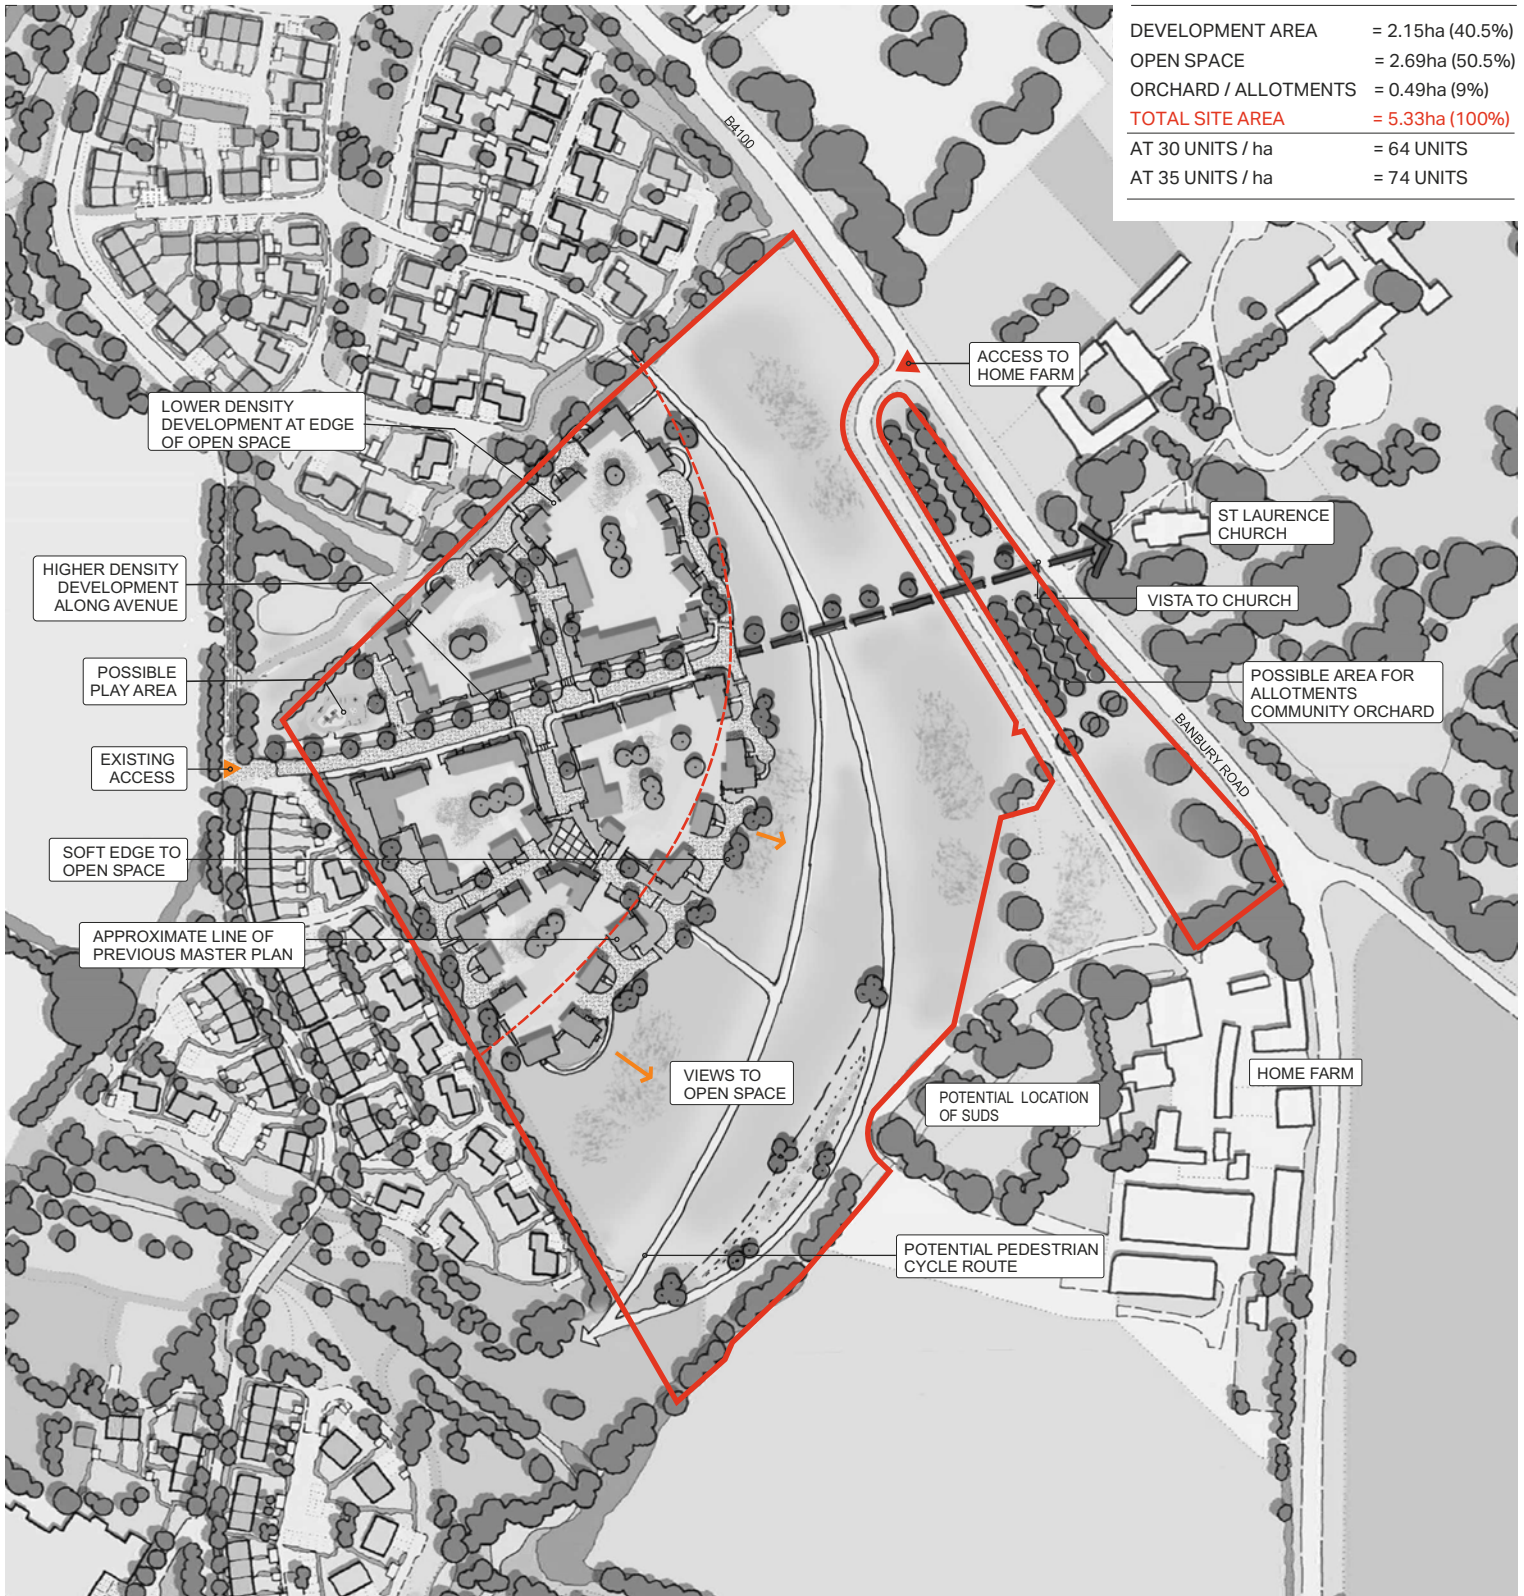 DEVELOPMENT AREA = 2.15ha (40.5%)
OPEN SPACE = 2.69ha (50.5%)
ORCHARD / ALLOTMENTS = 0.49ha (9%)
TOTAL SITE AREA = 5.33ha (100%)
AT 30 UNITS / ha = 64 UNITS
AT 35 UNITS / ha = 74 UNITS
B4100
ACCESS TO
HOME FARM
LOWER DENSITY
DEVELOPMENT AT EDGE
OF OPEN SPACE
ST LAURENCE
CHURCH
HIGHER DENSITY
DEVELOPMENT
ALONG AVENUE
VISTA TO CHURCH
POSSIBLE
PLAY AREA
POSSIBLE AREA FOR
ALLOTMENTS
COMMUNITY ORCHARD
BANBURY ROAD
EXISTING
ACCESS
SOFT EDGE TO
OPEN SPACE
APPROXIMATE LINE OF
PREVIOUS MASTER PLAN
VIEWS TO
OPEN SPACE
HOME FARM
POTENTIAL LOCATION
OF SUDS
POTENTIAL PEDESTRIAN
CYCLE ROUTE